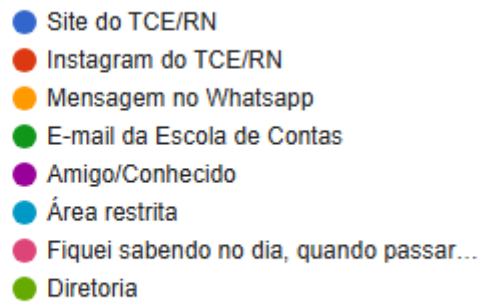 Site do TCE/RN
Instagram do TCE/RN
Mensagem no Whatsapp
E-mail da Escola de Contas
Amigo/Conhecido
Área restrita
Fiquei sabendo no dia, quando passar...
Diretoria